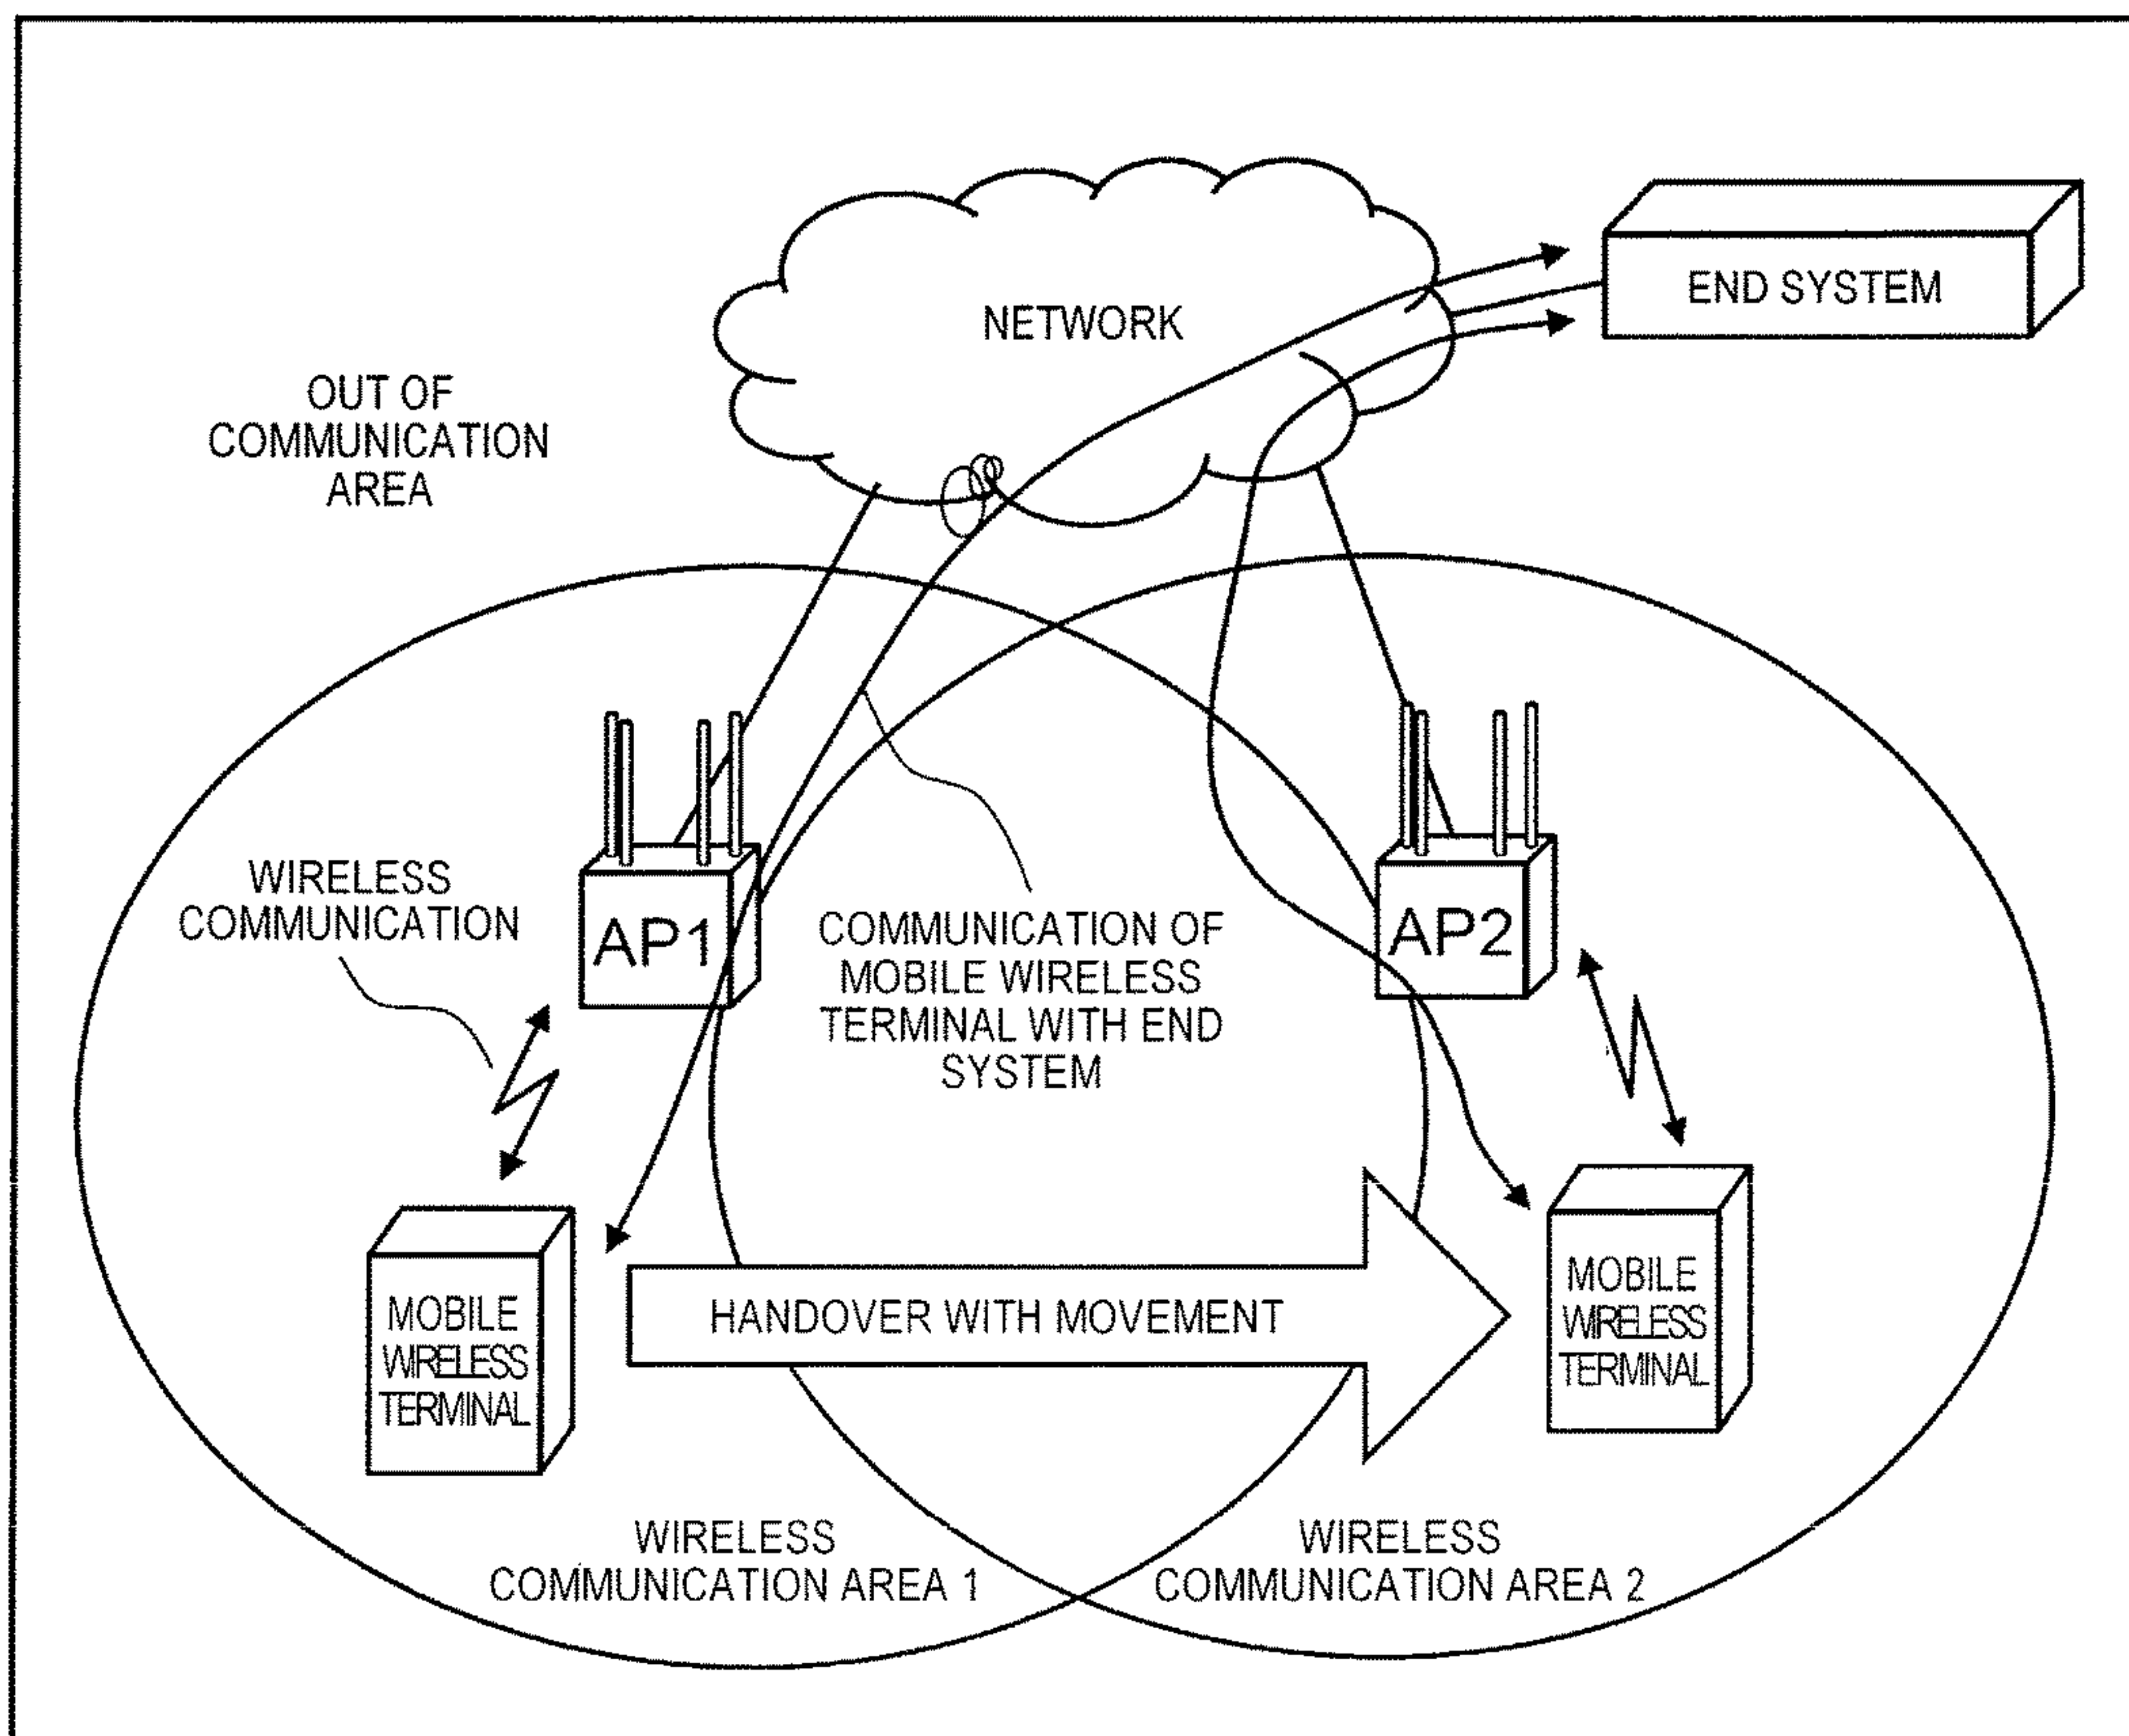 NETWORK
END SYSTEM
OUT OF
COMMUNICATION
AREA
WIRELESS
COMMUNICATION
AP1
COMMUNICATION OF
MOBILE WIRELESS
TERMINAL WITH END
SYSTEM
AP2
MOBILE
WIRELESS
TERMINAL
HANDOVER WITH MOVEMENT
MOBILE
WIRELESS
TERMINAL
WIRELESS
COMMUNICATION AREA 1
WIRELESS
COMMUNICATION AREA 2